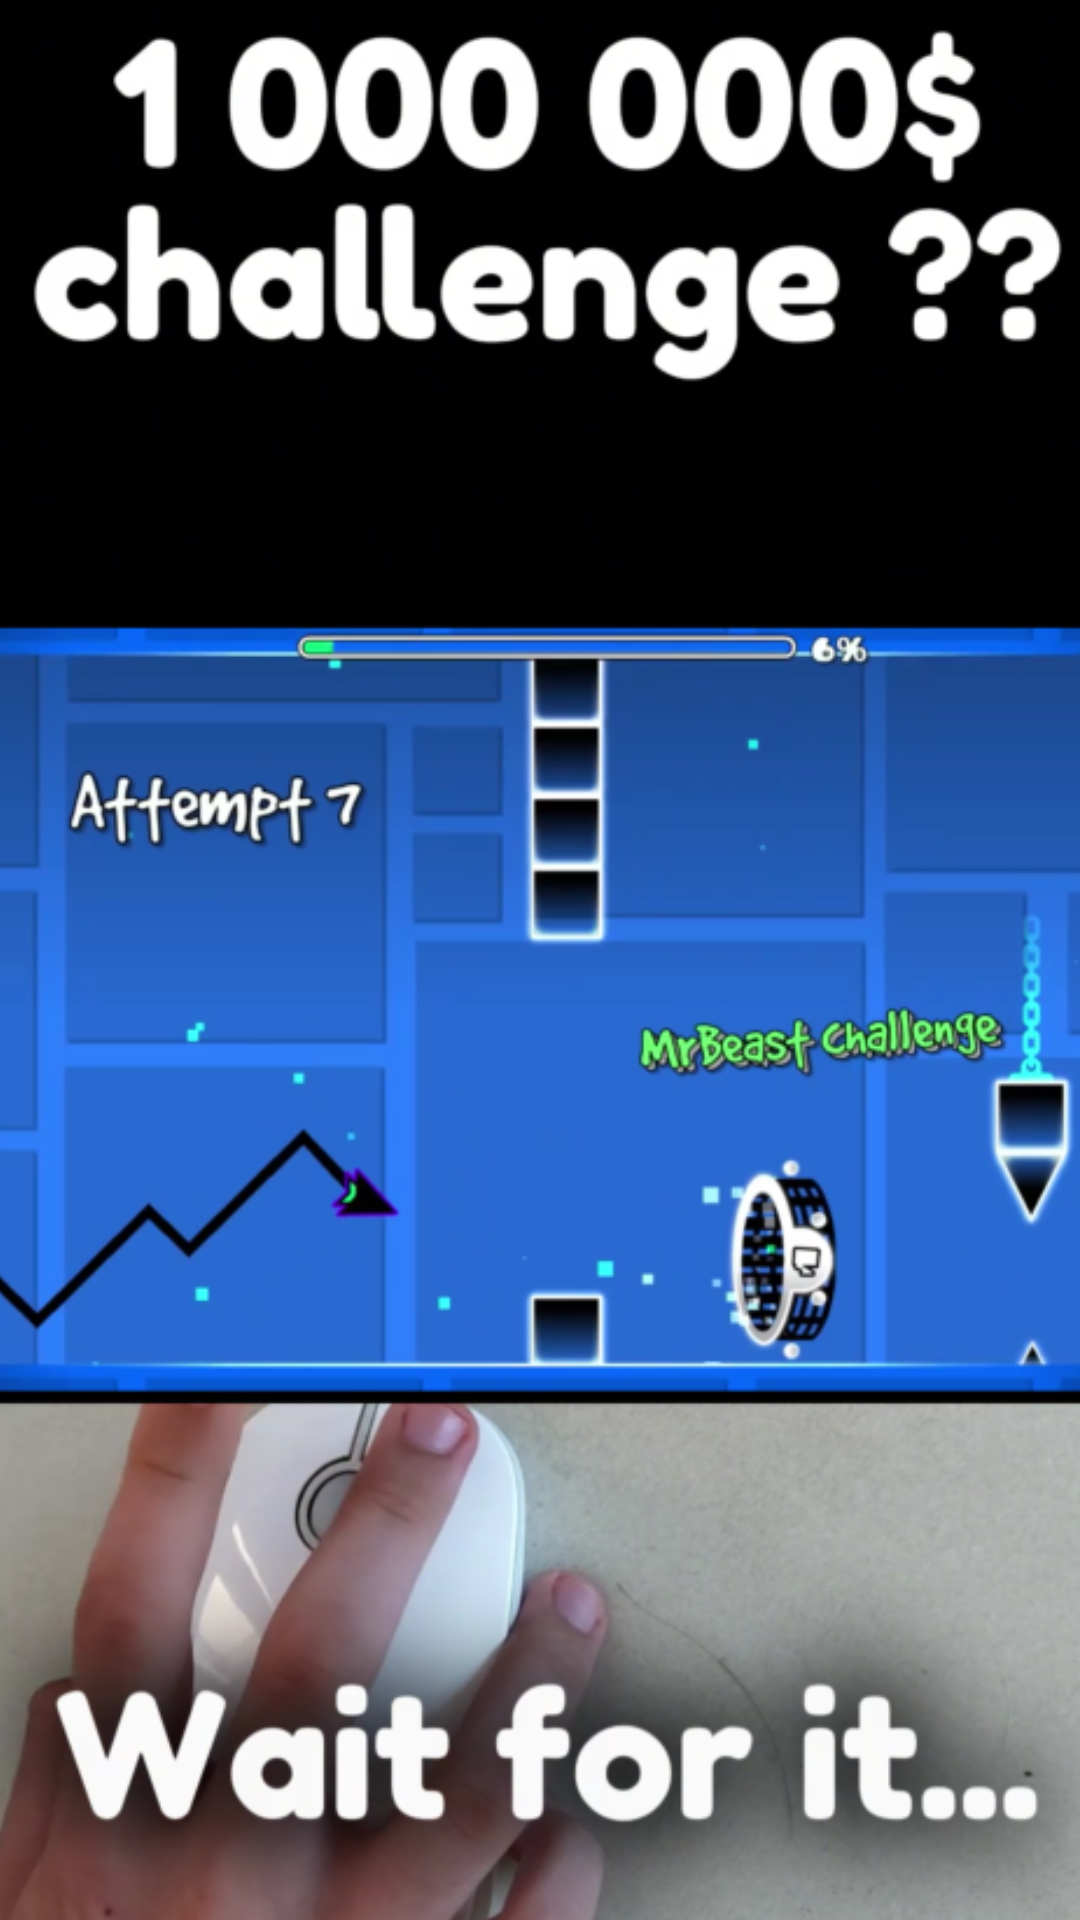 1 000 000$
challenge ??
6%
Attempt 7
MrBeast Challenge
Wait for it...